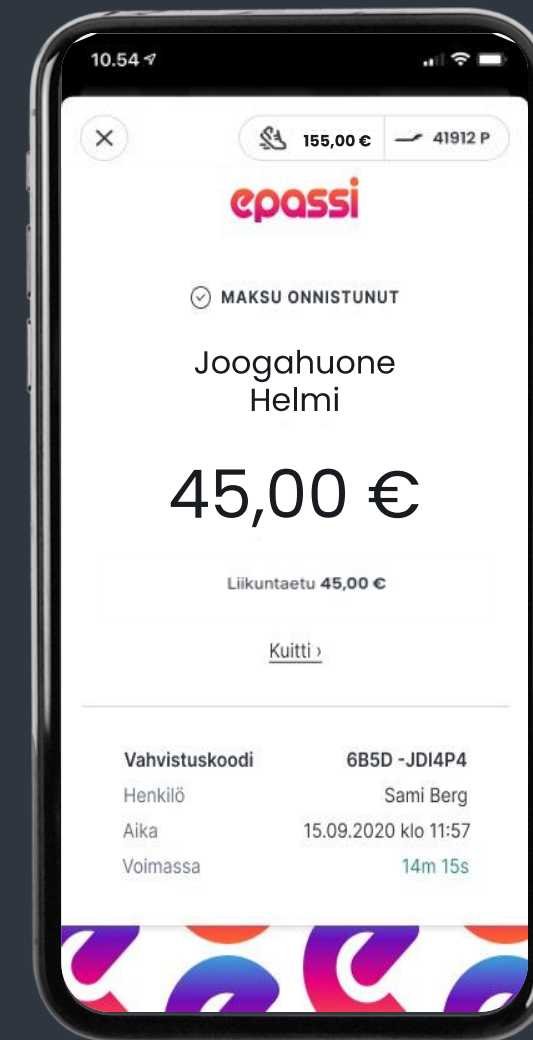 10.54
155,00 € 41912 P
epassi
MAKSU ONNISTUNUT
Joogahuone
Helmi
45,00 €
Liikuntaetu 45,00 €
Kuitti ›
Vahvistuskoodi 6B5D -JDI4P4
Henkilö Sami Berg
Aika 15.09.2020 klo 11:57
Voimassa 14m 15s